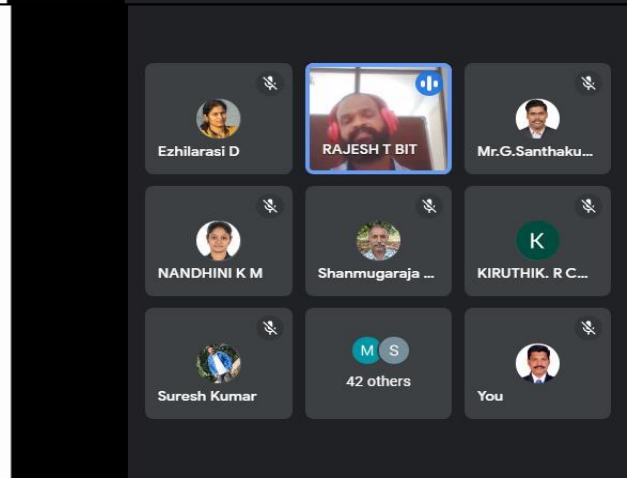 Ezhilarasi D
RAJESH T BIT
Mr.G.Santhaku...
NANDHINI K M
Shanmugaraja ...
K
KIRUTHIK. R C...
Suresh Kumar
M S
42 others
You